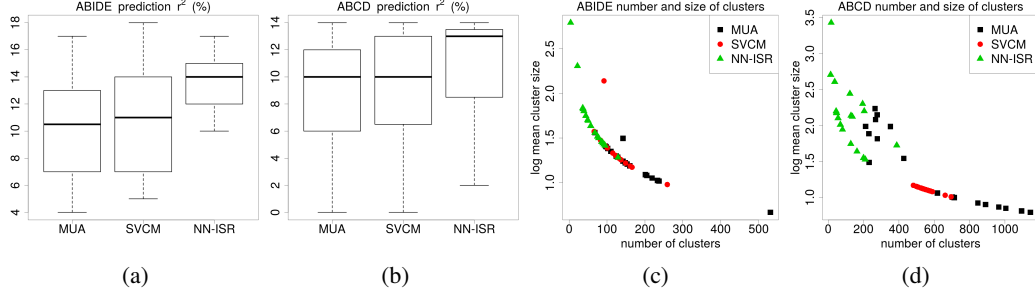 ABIDE prediction r² (%)
18
16
14
12
10
8
6
4
MUA SVCM NN-ISR
(a)
ABCD prediction r² (%)
14
12
10
8
6
4
2
0
MUA SVCM NN-ISR
(b)
ABIDE number and size of clusters
log mean cluster size
2.5
2.0
1.5
1.0
0 100 200 300 400 500
number of clusters
MUA
SVCM
NN-ISR
(c)
ABCD number and size of clusters
log mean cluster size
3.5
3.0
2.5
2.0
1.5
1.0
0 200 400 600 800 1000
number of clusters
MUA
SVCM
NN-ISR
(d)